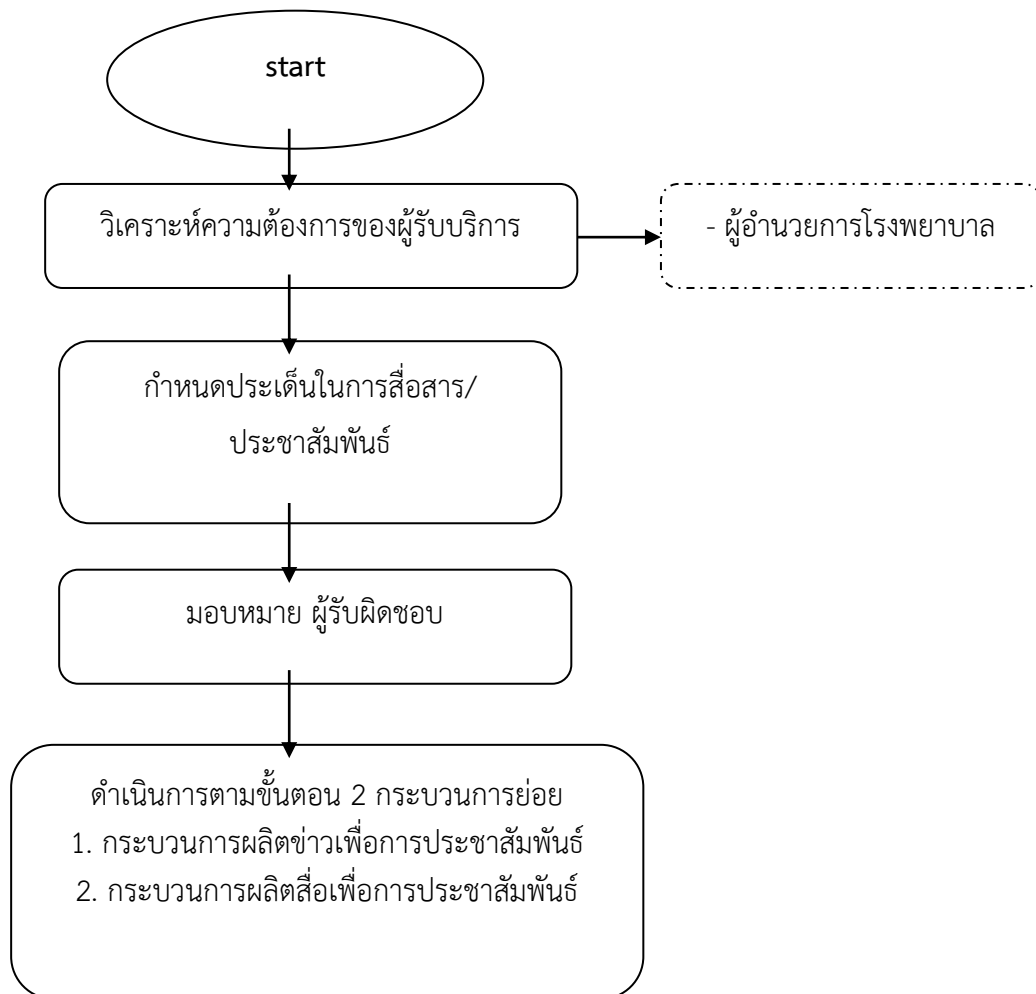 start
วิเคราะห์ความต้องการของผู้รับบริการ
- ผู้อำนวยการโรงพยาบาล
กำหนดประเด็นในการสื่อสาร/
ประชาสัมพันธ์
มอบหมาย ผู้รับผิดชอบ
ดำเนินการตามขั้นตอน 2 กระบวนการย่อย
1. กระบวนการผลิตข่าวเพื่อการประชาสัมพันธ์
2. กระบวนการผลิตสื่อเพื่อการประชาสัมพันธ์